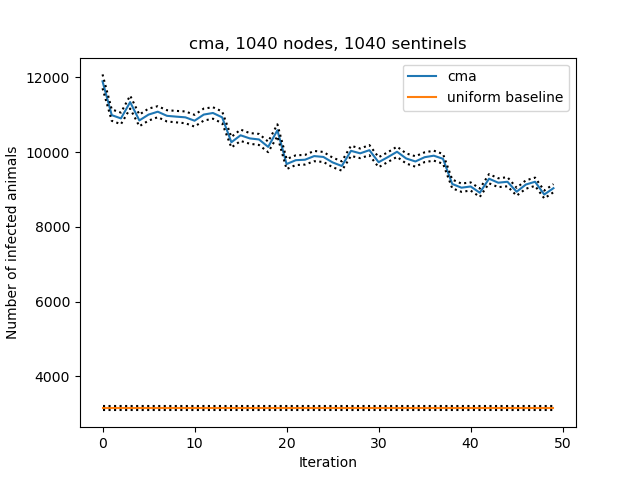 cma, 1040 nodes, 1040 sentinels
cma
uniform baseline
Number of infected animals
12000
10000
8000
6000
4000
0 10 20 30 40 50
Iteration